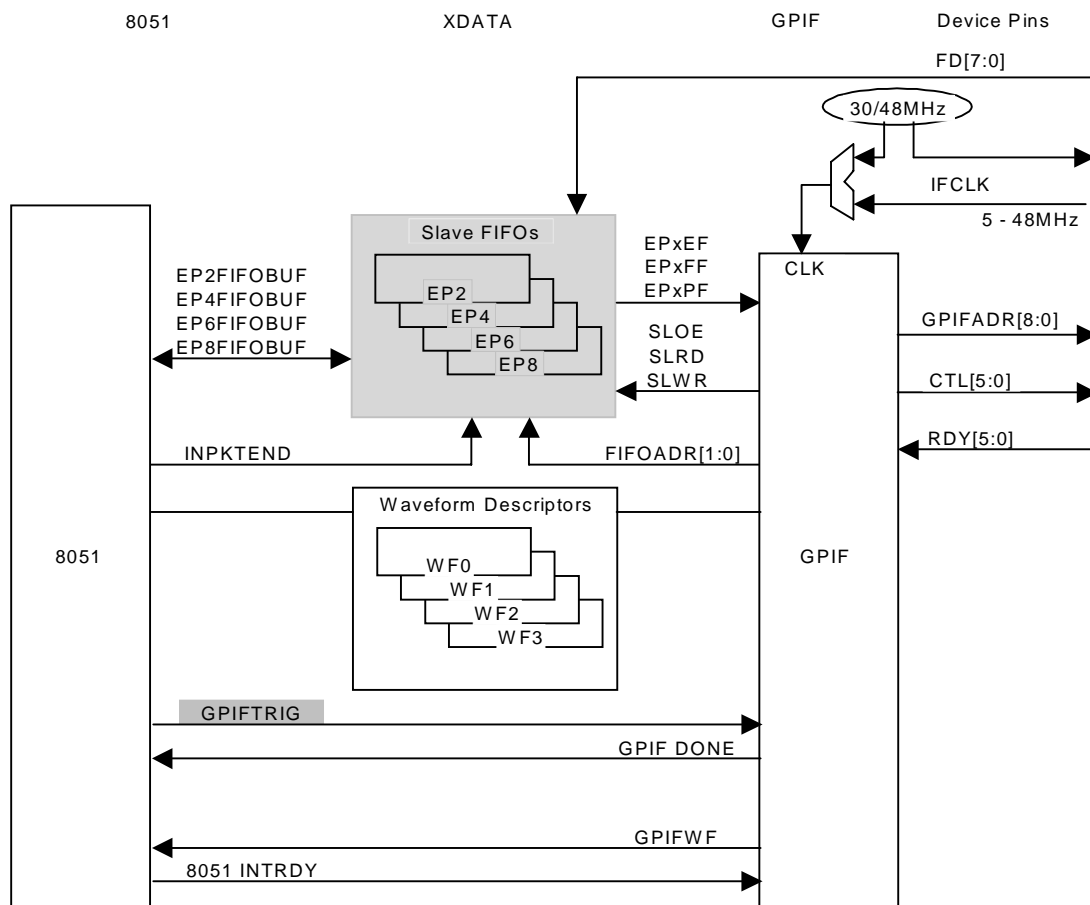 8051 XDATA GPIF Device Pins
FD[7:0]
30/48MHz
IFCLK
5 - 48MHz
Slave FIFOs
EP2
EP4
EP6
EP8
EP2FIFOBUF
EP4FIFOBUF
EP6FIFOBUF
EP8FIFOBUF
EPxEF
EPxFF
EPxPF
SLOE
SLRD
SLWR
CLK
GPIFADR[8:0]
CTL[5:0]
RDY[5:0]
INPKTEND
FIFOADR[1:0]
Waveform Descriptors
WF0
WF1
WF2
WF3
8051
GPIF
GPIFTRIG
GPIF DONE
GPIFWF
8051 INTRDY